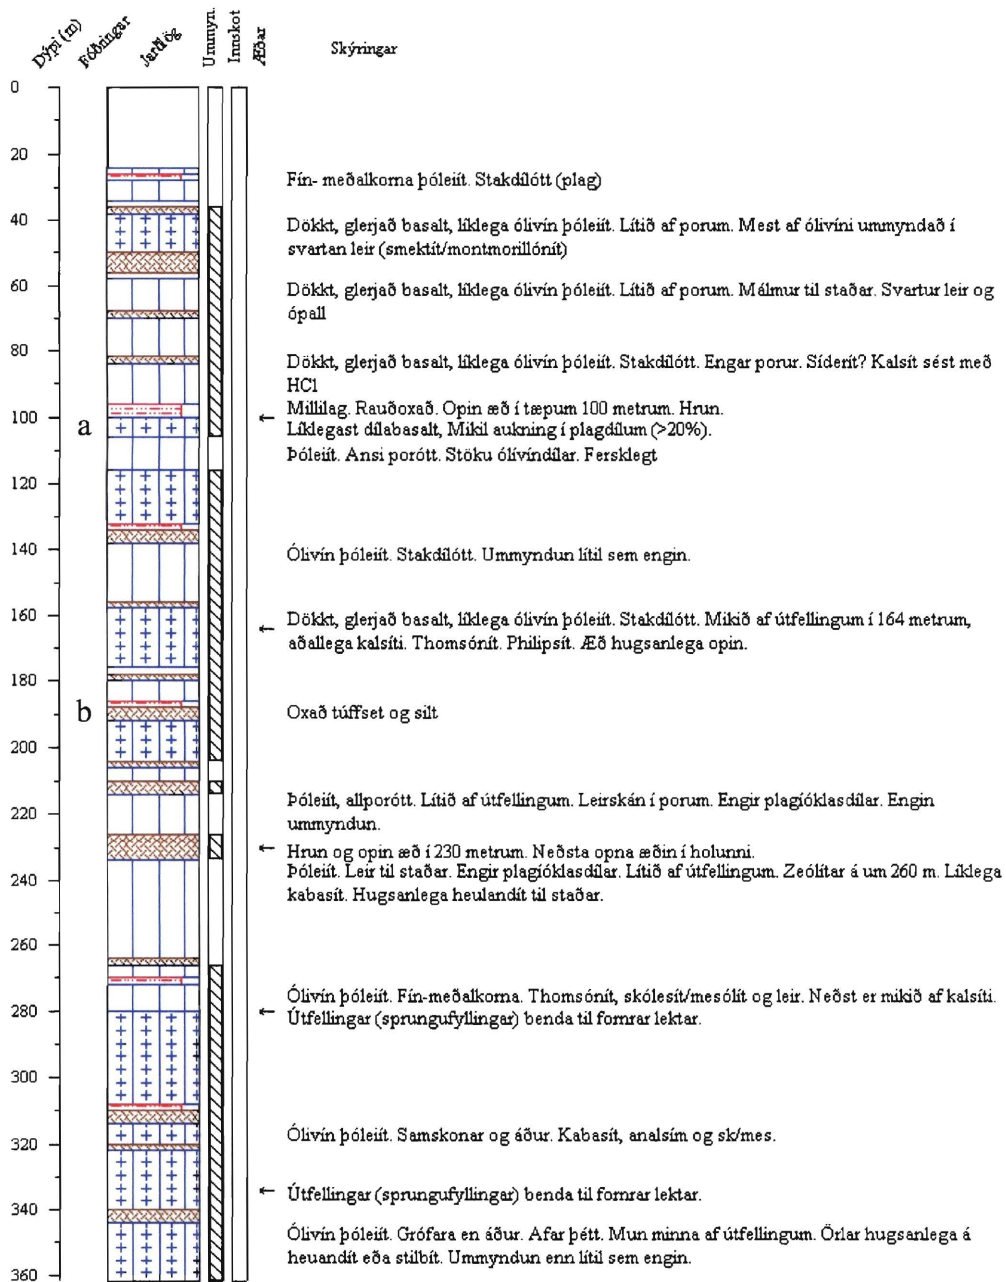 Dýpi (m) Fóðringar Jarðlög Ummyn. Innskot Æðar Skýringar
0
20
Fín- meðalkorna þóleiít. Stakdílótt (plag)
40
Dökkt, glerjað basalt, líklega ólivín þóleiít. Lítið af porum. Mest af ólivíni ummyndað í
svartan leir (smektít/montmorillónít)
60
Dökkt, glerjað basalt, líklega ólivín þóleiít. Lítið af porum. Málmur til staðar. Svartur leir og
ópall
80
Dökkt, glerjað basalt, líklega ólivín þóleiít. Stakdílótt. Engar porur. Síderít? Kalsít sést með
HCl
Millilag. Rauðoxað. Opin æð í tæpum 100 metrum. Hrun.
100 a ←
Líklegast dílabasalt, Mikil aukning í plagdílum (>20%).
Þóleiít. Ansi porótt. Stöku ólívíndílar. Fersklegt
120
140
Ólivín þóleiít. Stakdílótt. Ummyndun lítil sem engin.
160
Dökkt, glerjað basalt, líklega ólivín þóleiít. Stakdílótt. Mikið af útfellingum í 164 metrum,
← aðallega kalsíti. Thomsónít. Philipsít. Æð hugsanlega opin.
180
b Oxað túffset og silt
200
Þóleiít, allporótt. Lítið af útfellingum. Leirskán í porum. Engir plagíóklasdílar. Engin
220
ummyndun.
← Hrun og opin æð í 230 metrum. Neðsta opna æðin í holunni.
Þóleiít. Leir til staðar. Engir plagíóklasdílar. Lítið af útfellingum. Zeólítar á um 260 m. Líklega
240
kabasít. Hugsanlega heulandít til staðar.
260
Ólivín þóleiít. Fín-meðalkorna. Thomsónít, skólesít/mesólít og leir. Neðst er mikið af kalsíti.
280 ← Útfellingar (sprungufyllingar) benda til fornrar lektar.
300
Ólivín þóleiít. Samskonar og áður. Kabasít, analsím og sk/mes.
320
← Útfellingar (sprungufyllingar) benda til fornrar lektar.
340
Ólivín þóleiít. Grófara en áður. Afar þétt. Mun minna af útfellingum. Örlar hugsanlega á
heuandít eða stilbít. Ummyndun enn lítil sem engin.
360